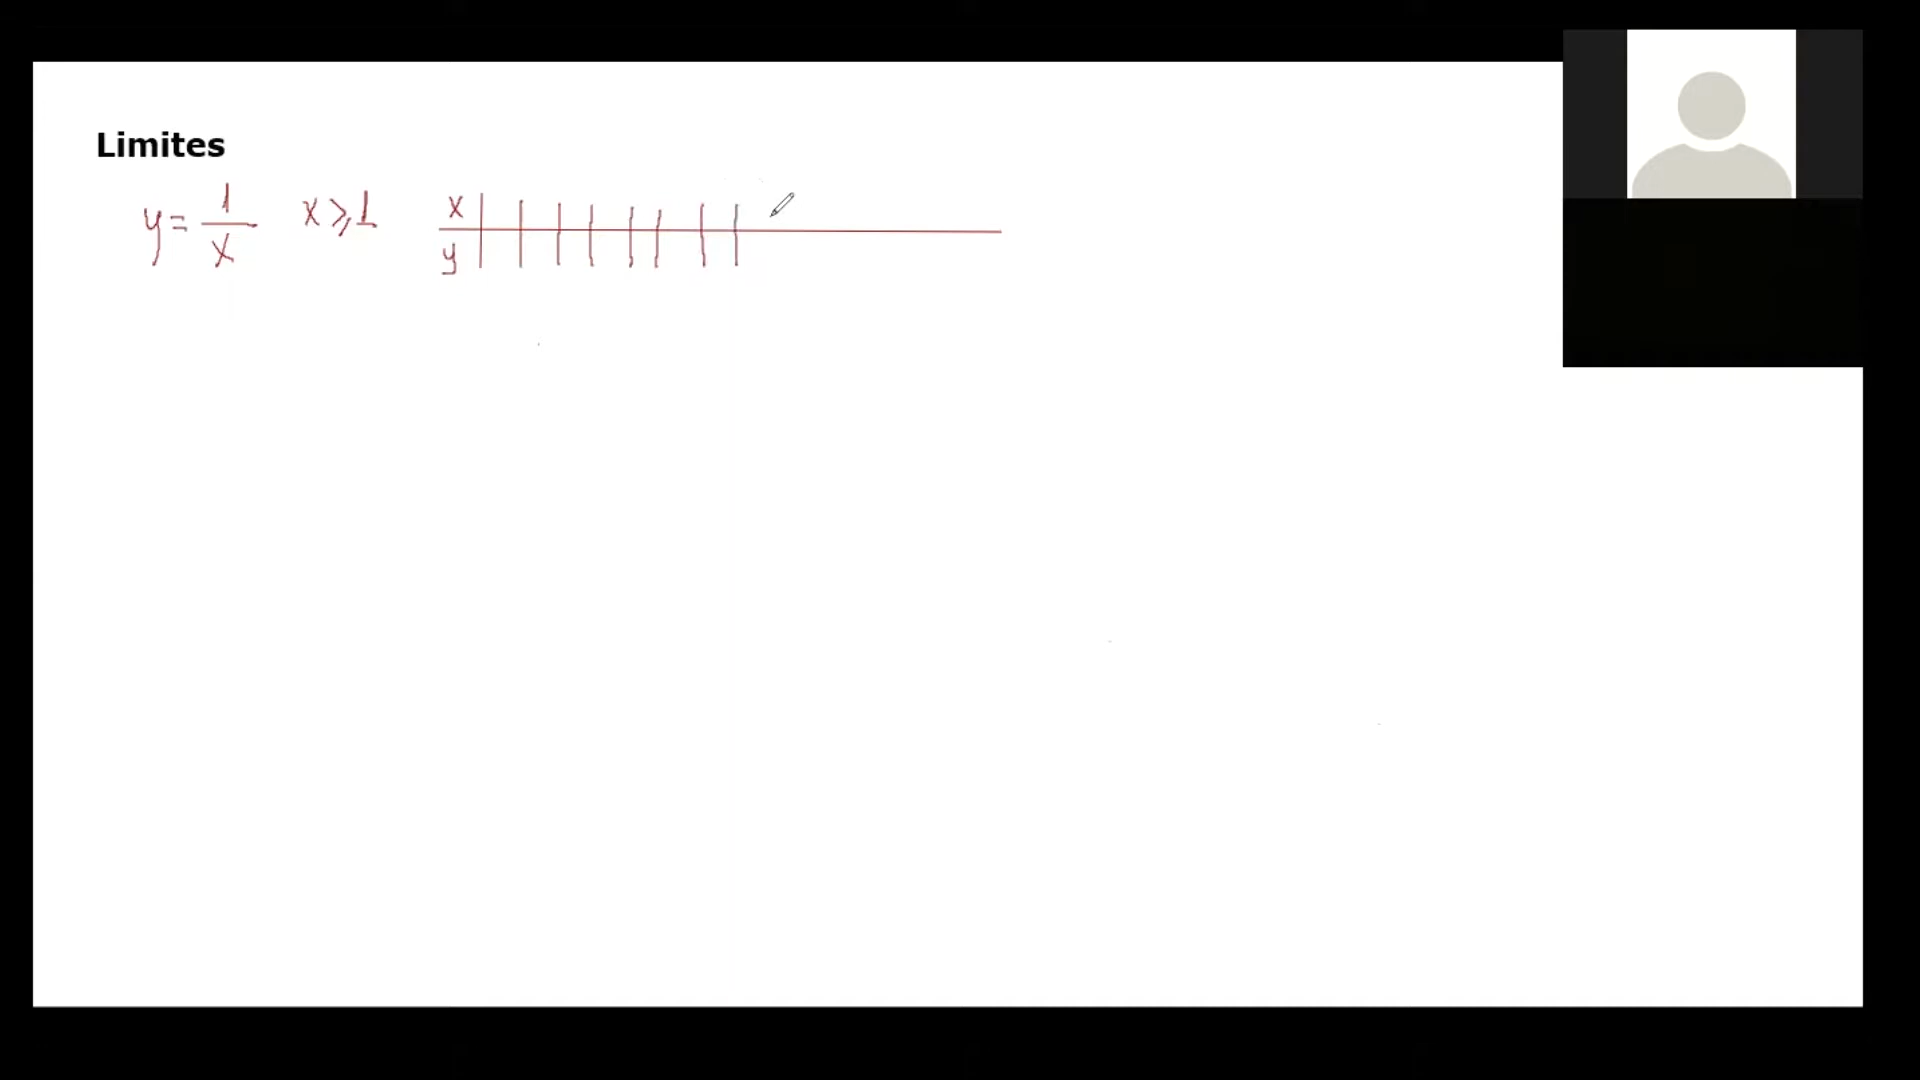 Limites
y = 1/x   x ≥ 1   x
y